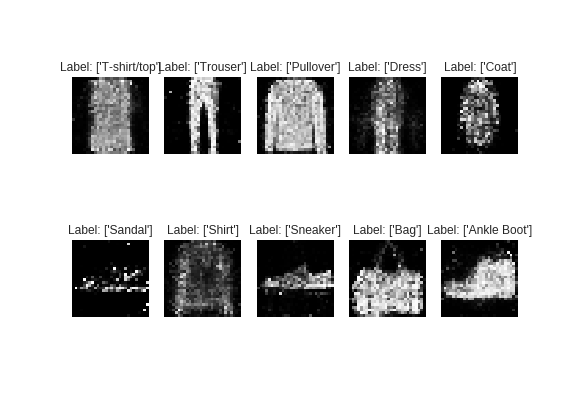 Label: ['T-shirt/top'] Label: ['Trouser'] Label: ['Pullover'] Label: ['Dress'] Label: ['Coat']
Label: ['Sandal'] Label: ['Shirt'] Label: ['Sneaker'] Label: ['Bag'] Label: ['Ankle Boot']